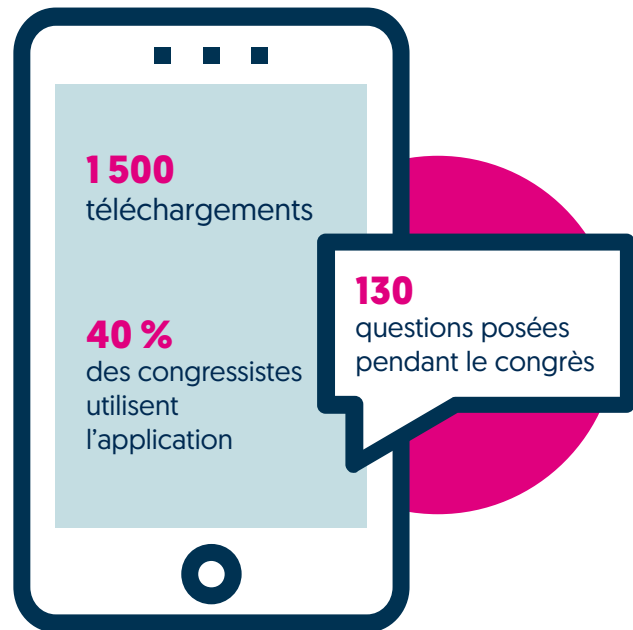 1 500
téléchargements
40 %
des congressistes
utilisent
l’application
130
questions posées
pendant le congrès